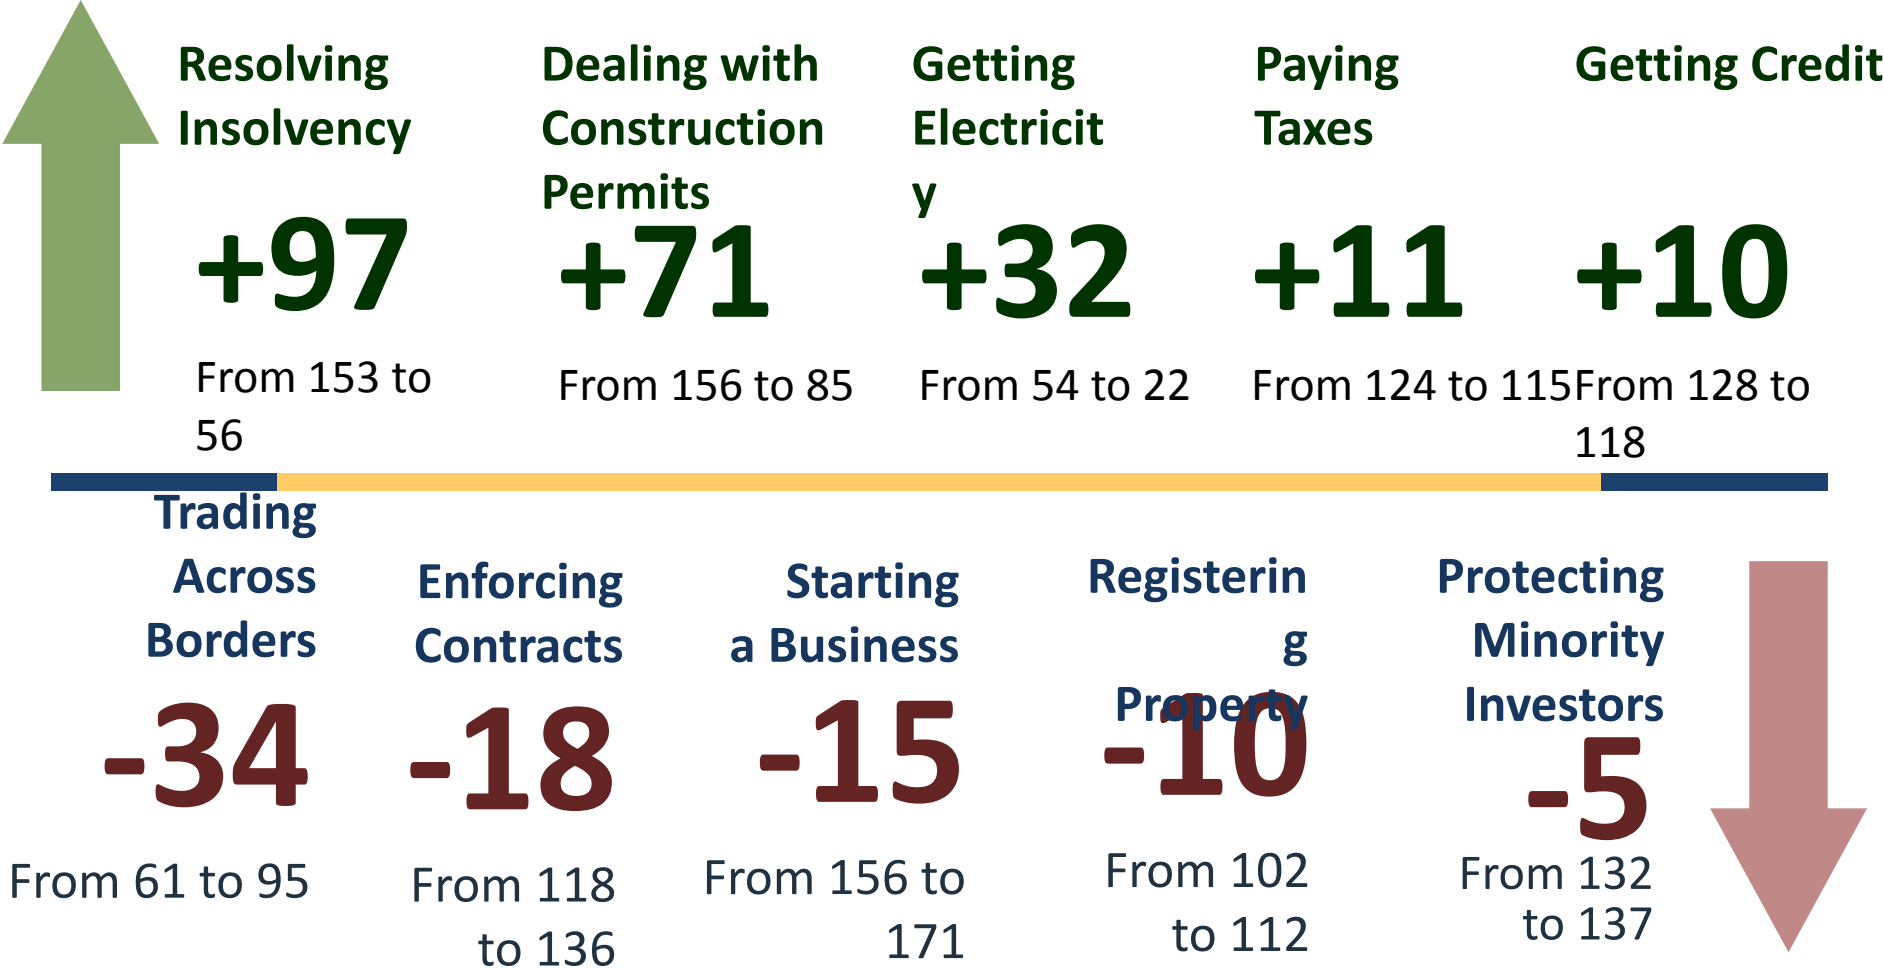 Resolving
Insolvency
+97
From 153 to
56
Dealing with
Construction
Permits
+71
From 156 to 85
Getting
Electricit
y
+32
From 54 to 22
Paying
Taxes
+11
From 124 to 115
Getting Credit
+10
From 128 to
118
Trading
Across
Borders
-34
From 61 to 95
Enforcing
Contracts
-18
From 118
to 136
Starting
a Business
-15
From 156 to
171
Registerin
g
Property
-10
From 102
to 112
Protecting
Minority
Investors
-5
From 132
to 137